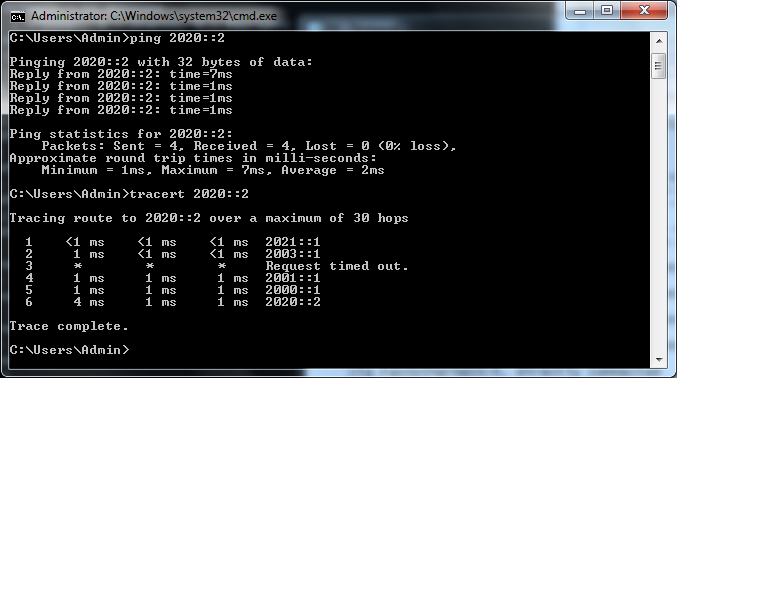 Administrator: C:\Windows\system32\cmd.exe
C:\Users\Admin>ping 2020::2
Pinging 2020::2 with 32 bytes of data:
Reply from 2020::2: time=7ms
Reply from 2020::2: time=1ms
Reply from 2020::2: time=1ms
Reply from 2020::2: time=1ms
Ping statistics for 2020::2:
Packets: Sent = 4, Received = 4, Lost = 0 (0% loss),
Approximate round trip times in milli-seconds:
Minimum = 1ms, Maximum = 7ms, Average = 2ms
C:\Users\Admin>tracert 2020::2
Tracing route to 2020::2 over a maximum of 30 hops
1 <1 ms <1 ms <1 ms 2021::1
2 1 ms <1 ms <1 ms 2003::1
3 * * * Request timed out.
4 1 ms 1 ms 1 ms 2001::1
5 1 ms 1 ms 1 ms 2000::1
6 4 ms 1 ms 1 ms 2020::2
Trace complete.
C:\Users\Admin>